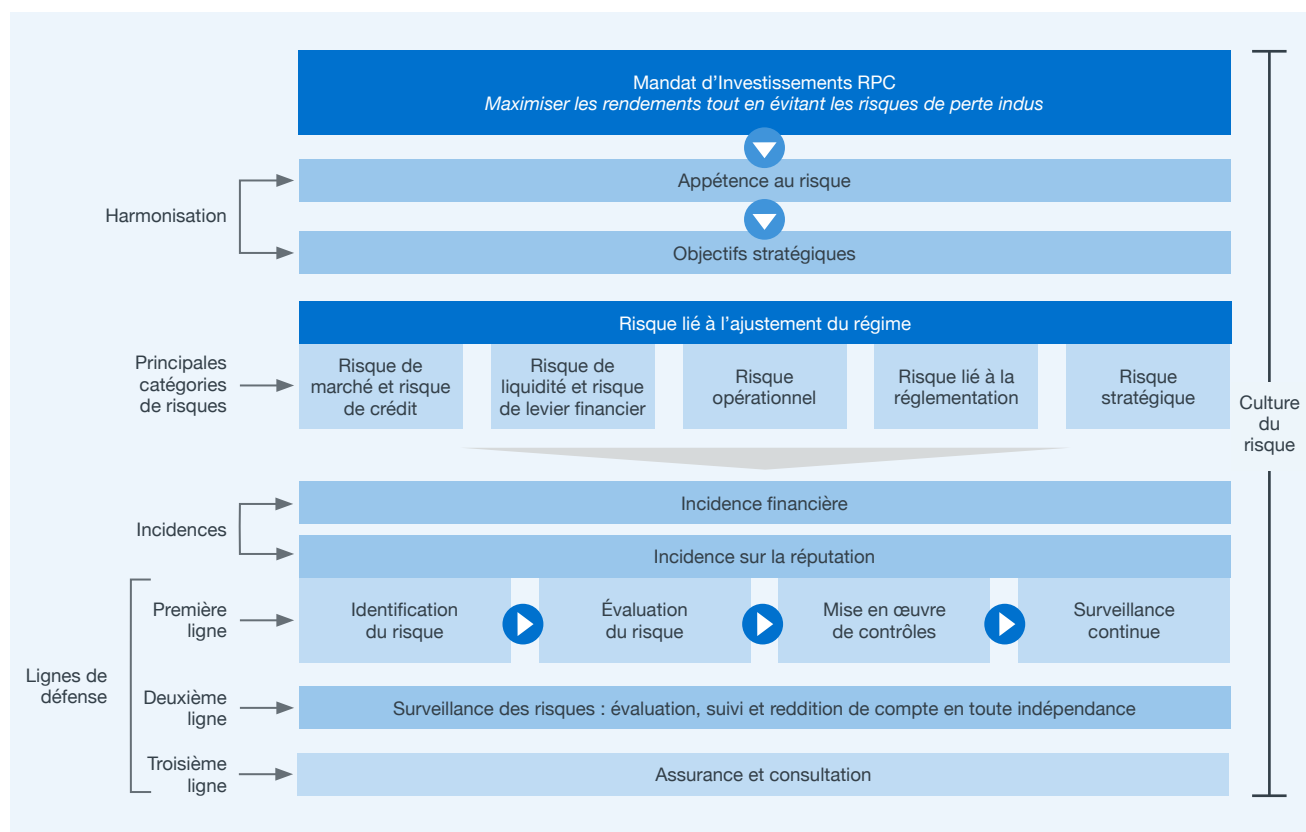 Mandat d’Investissements RPC
Maximiser les rendements tout en évitant les risques de perte indus
Harmonisation
Appétence au risque
Objectifs stratégiques
Risque lié à l’ajustement du régime
Principales
catégories
de risques
Risque de
marché et risque
de crédit
Risque de
liquidité et risque
de levier financier
Risque
opérationnel
Risque lié à la
réglementation
Risque
stratégique
Culture
du
risque
Incidences
Incidence financière
Incidence sur la réputation
Lignes de
défense
Première
ligne
Identification
du risque
Évaluation
du risque
Mise en œuvre
de contrôles
Surveillance
continue
Deuxième
ligne
Surveillance des risques : évaluation, suivi et reddition de compte en toute indépendance
Troisième
ligne
Assurance et consultation